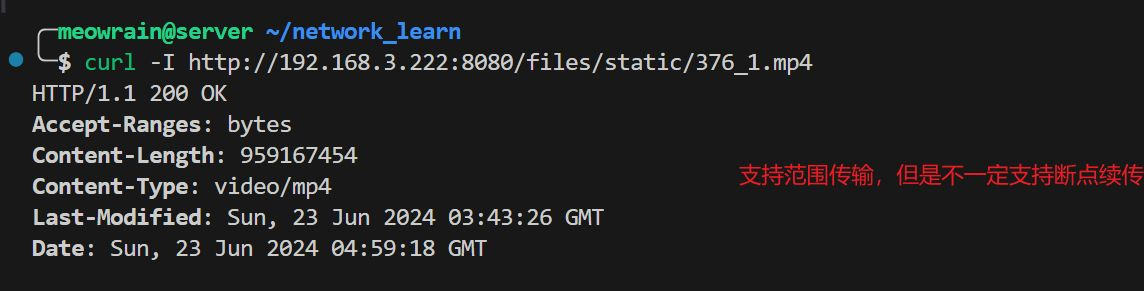 meowrain@server ~/network_learn
$ curl -I http://192.168.3.222:8080/files/static/376_1.mp4
HTTP/1.1 200 OK
Accept-Ranges: bytes
Content-Length: 959167454
Content-Type: video/mp4
支持范围传输，但是不一定支持断点续传
Last-Modified: Sun, 23 Jun 2024 03:43:26 GMT
Date: Sun, 23 Jun 2024 04:59:18 GMT